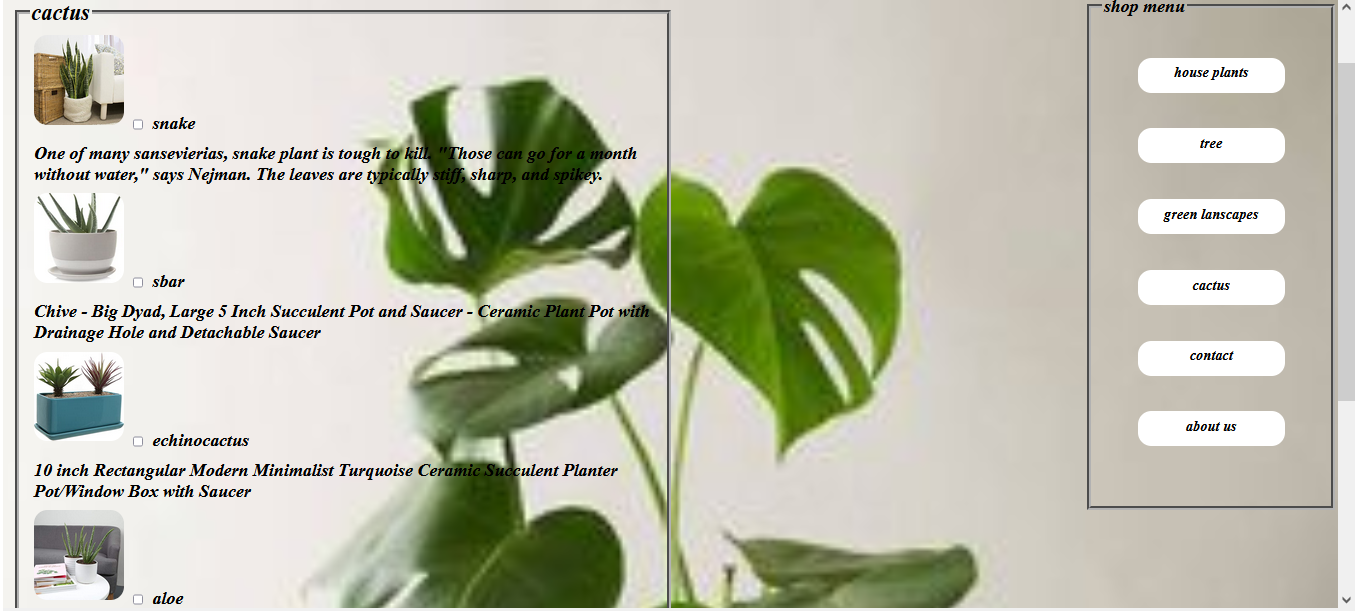 cactus
snake
One of many sansevierias, snake plant is tough to kill. "Those can go for a month
without water," says Nejman. The leaves are typically stiff, sharp, and spikey.
sbar
Chive - Big Dyad, Large 5 Inch Succulent Pot and Saucer - Ceramic Plant Pot with
Drainage Hole and Detachable Saucer
echinocactus
10 inch Rectangular Modern Minimalist Turquoise Ceramic Succulent Planter
Pot/Window Box with Saucer
aloe
shop menu
house plants
tree
green lanscapes
cactus
contact
about us